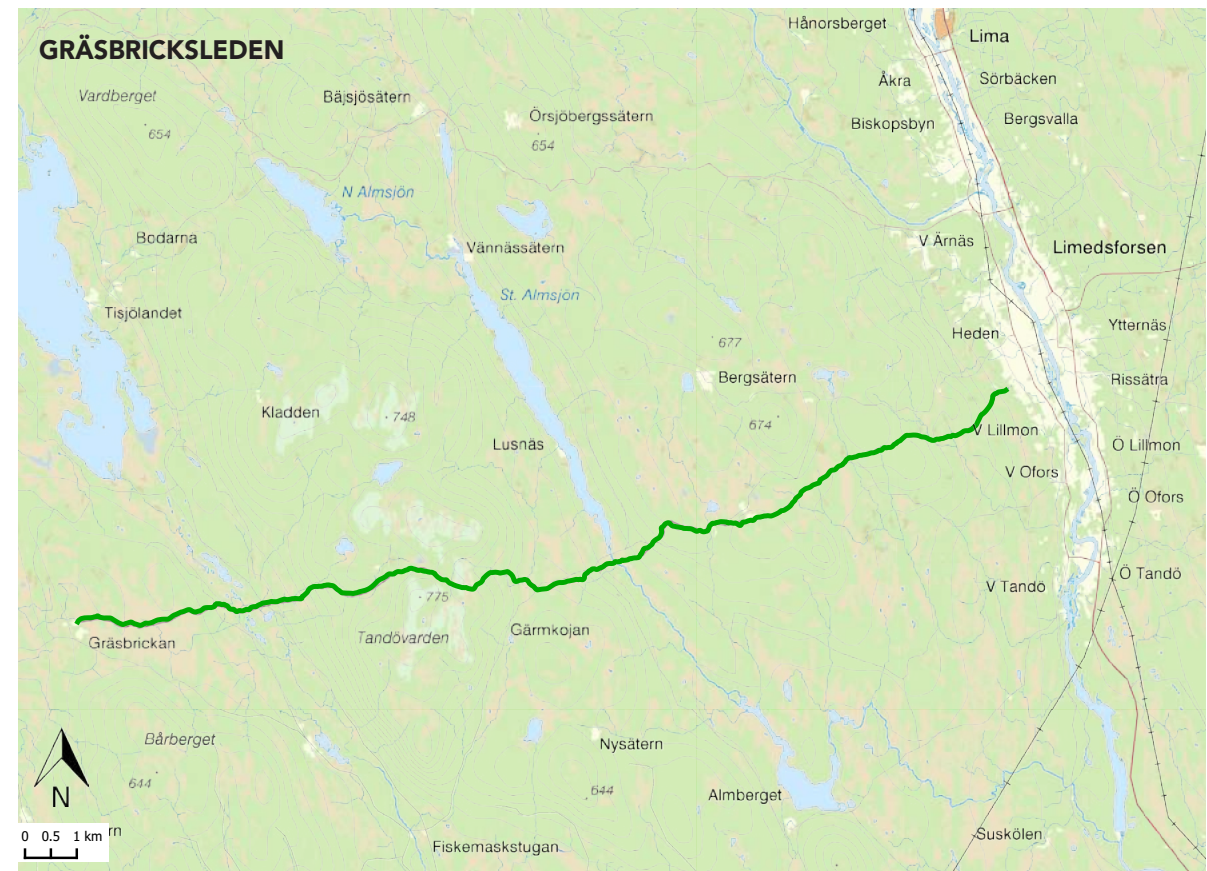 GRÄSBRICKSLEDEN
Hånorsberget
Lima
Vardberget
Bäjsjösätern
Åkra
Sörbäcken
654
Örsjöbergssätern
654
Biskopsbyn
Bergsvalla
N Almsjön
Bodarna
Vännässätern
V Ärnäs
Limedsforsen
St. Almsjön
Tisjölandet
Heden
Ytternäs
677
Bergsätern
Rissätra
Kladden
748
674
V Lillmon
Lusnäs
Ö Lillmon
V Ofors
Ö Ofors
Ö Tandö
V Tandö
775
Gräsbrickan
Tandövarden
Gärmkojan
Bårberget
Nysätern
644
644
Almberget
N
0 0.5 1 km
rn
Suskölen
Fiskemaskstugan